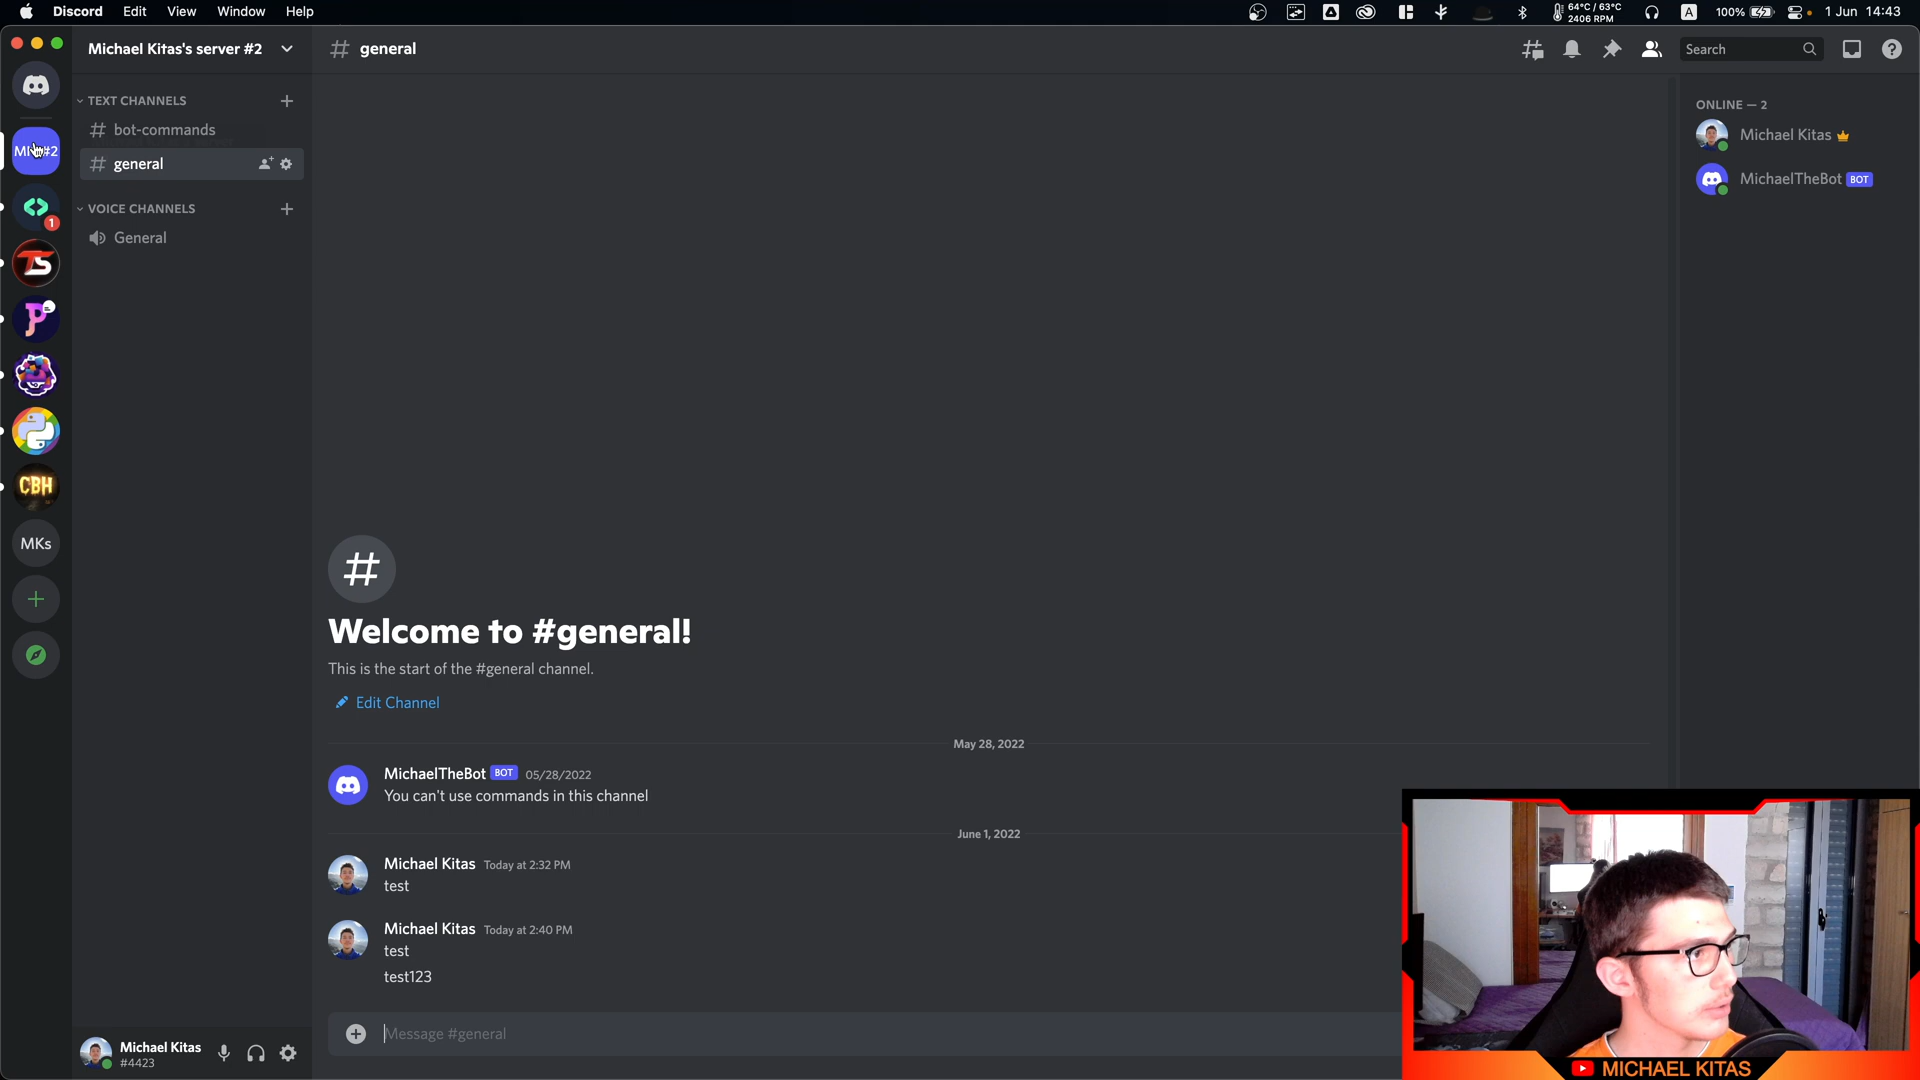 Discord Edit View Window Help
64°C / 63°C
2406 RPM
A
100%
1 Jun 14:43
Michael Kitas's server #2
general
Search
TEXT CHANNELS
bot-commands
general
VOICE CHANNELS
General
1
CBH
MKs
ONLINE — 2
Michael Kitas
MichaelTheBot BOT
#
Welcome to #general!
This is the start of the #general channel.
Edit Channel
May 28, 2022
MichaelTheBot BOT 05/28/2022
You can't use commands in this channel
June 1, 2022
Michael Kitas Today at 2:32 PM
test
Michael Kitas Today at 2:40 PM
test
test123
Message #general
Michael Kitas
#4423
MICHAEL KITAS